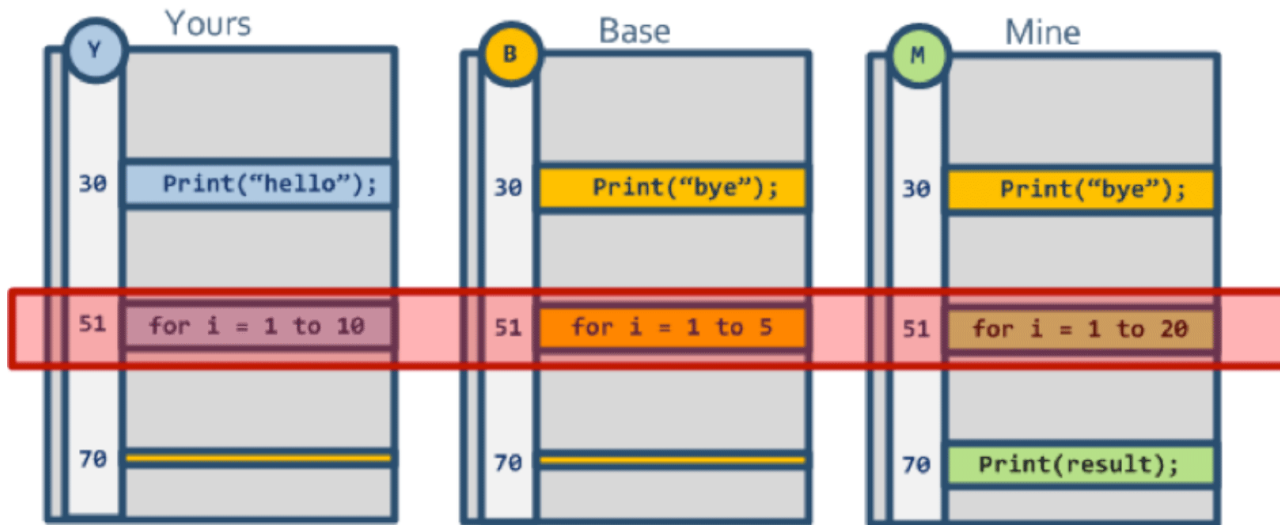 Yours Base Mine
Y B M
30 Print(“hello”); 30 Print(“bye”); 30 Print(“bye”);
51 for i = 1 to 10 51 for i = 1 to 5 51 for i = 1 to 20
70 70 70 Print(result);